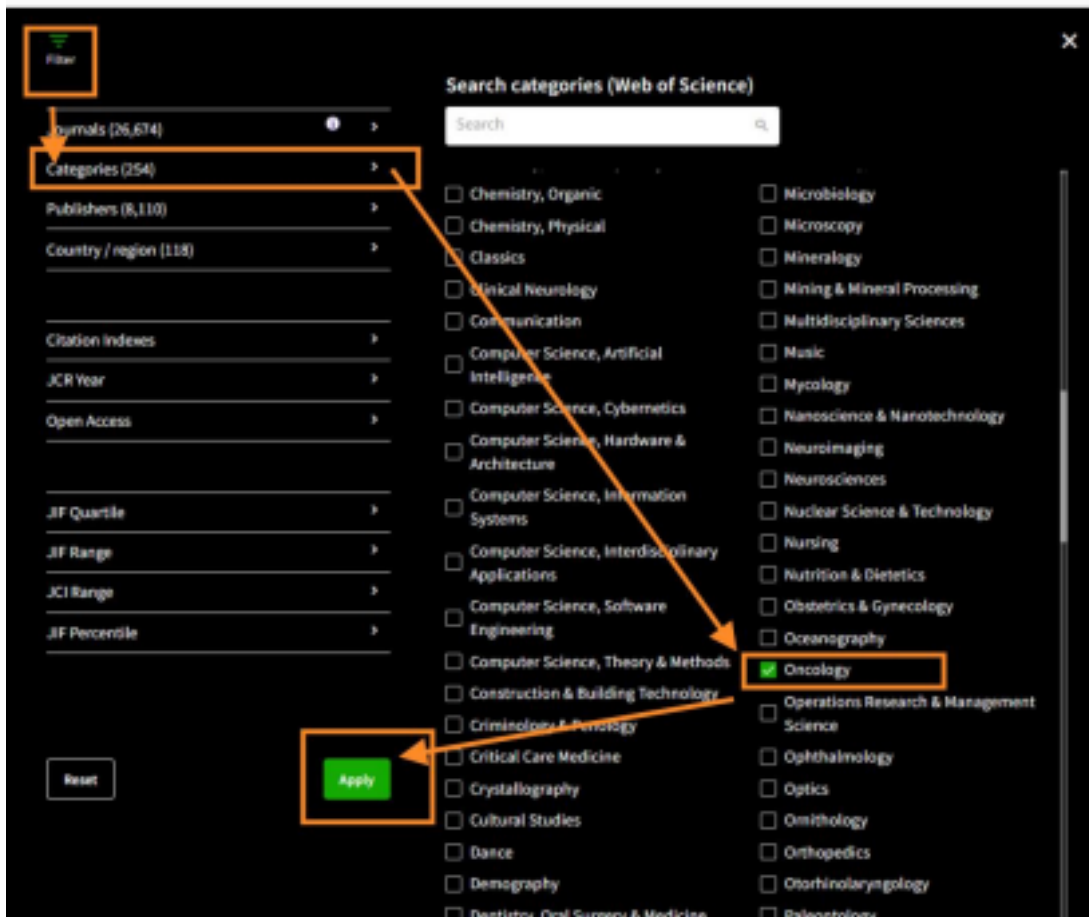 Filter
Journals (26,674)
Categories (254)
Publishers (8,110)
Country / region (118)
Citation Indexes
JCR Year
Open Access
JIF Quartile
JIF Range
JCI Range
JIF Percentile
Reset
Apply
Search categories (Web of Science)
Search
Chemistry, Organic
Chemistry, Physical
Classics
Clinical Neurology
Communication
Computer Science, Artificial
Intelligence
Computer Science, Cybernetics
Computer Science, Hardware &
Architecture
Computer Science, Information
Systems
Computer Science, Interdisciplinary
Applications
Computer Science, Software
Engineering
Computer Science, Theory & Methods
Construction & Building Technology
Criminology & Penology
Critical Care Medicine
Crystallography
Cultural Studies
Dance
Demography
Dentistry, Oral Surgery & Medicine
Microbiology
Microscopy
Mineralogy
Mining & Mineral Processing
Multidisciplinary Sciences
Music
Mycology
Nanoscience & Nanotechnology
Neuroimaging
Neurosciences
Nuclear Science & Technology
Nursing
Nutrition & Dietetics
Obstetrics & Gynecology
Oceanography
Oncology
Operations Research & Management
Science
Ophthalmology
Optics
Ornithology
Orthopedics
Otorhinolaryngology
Paleontology